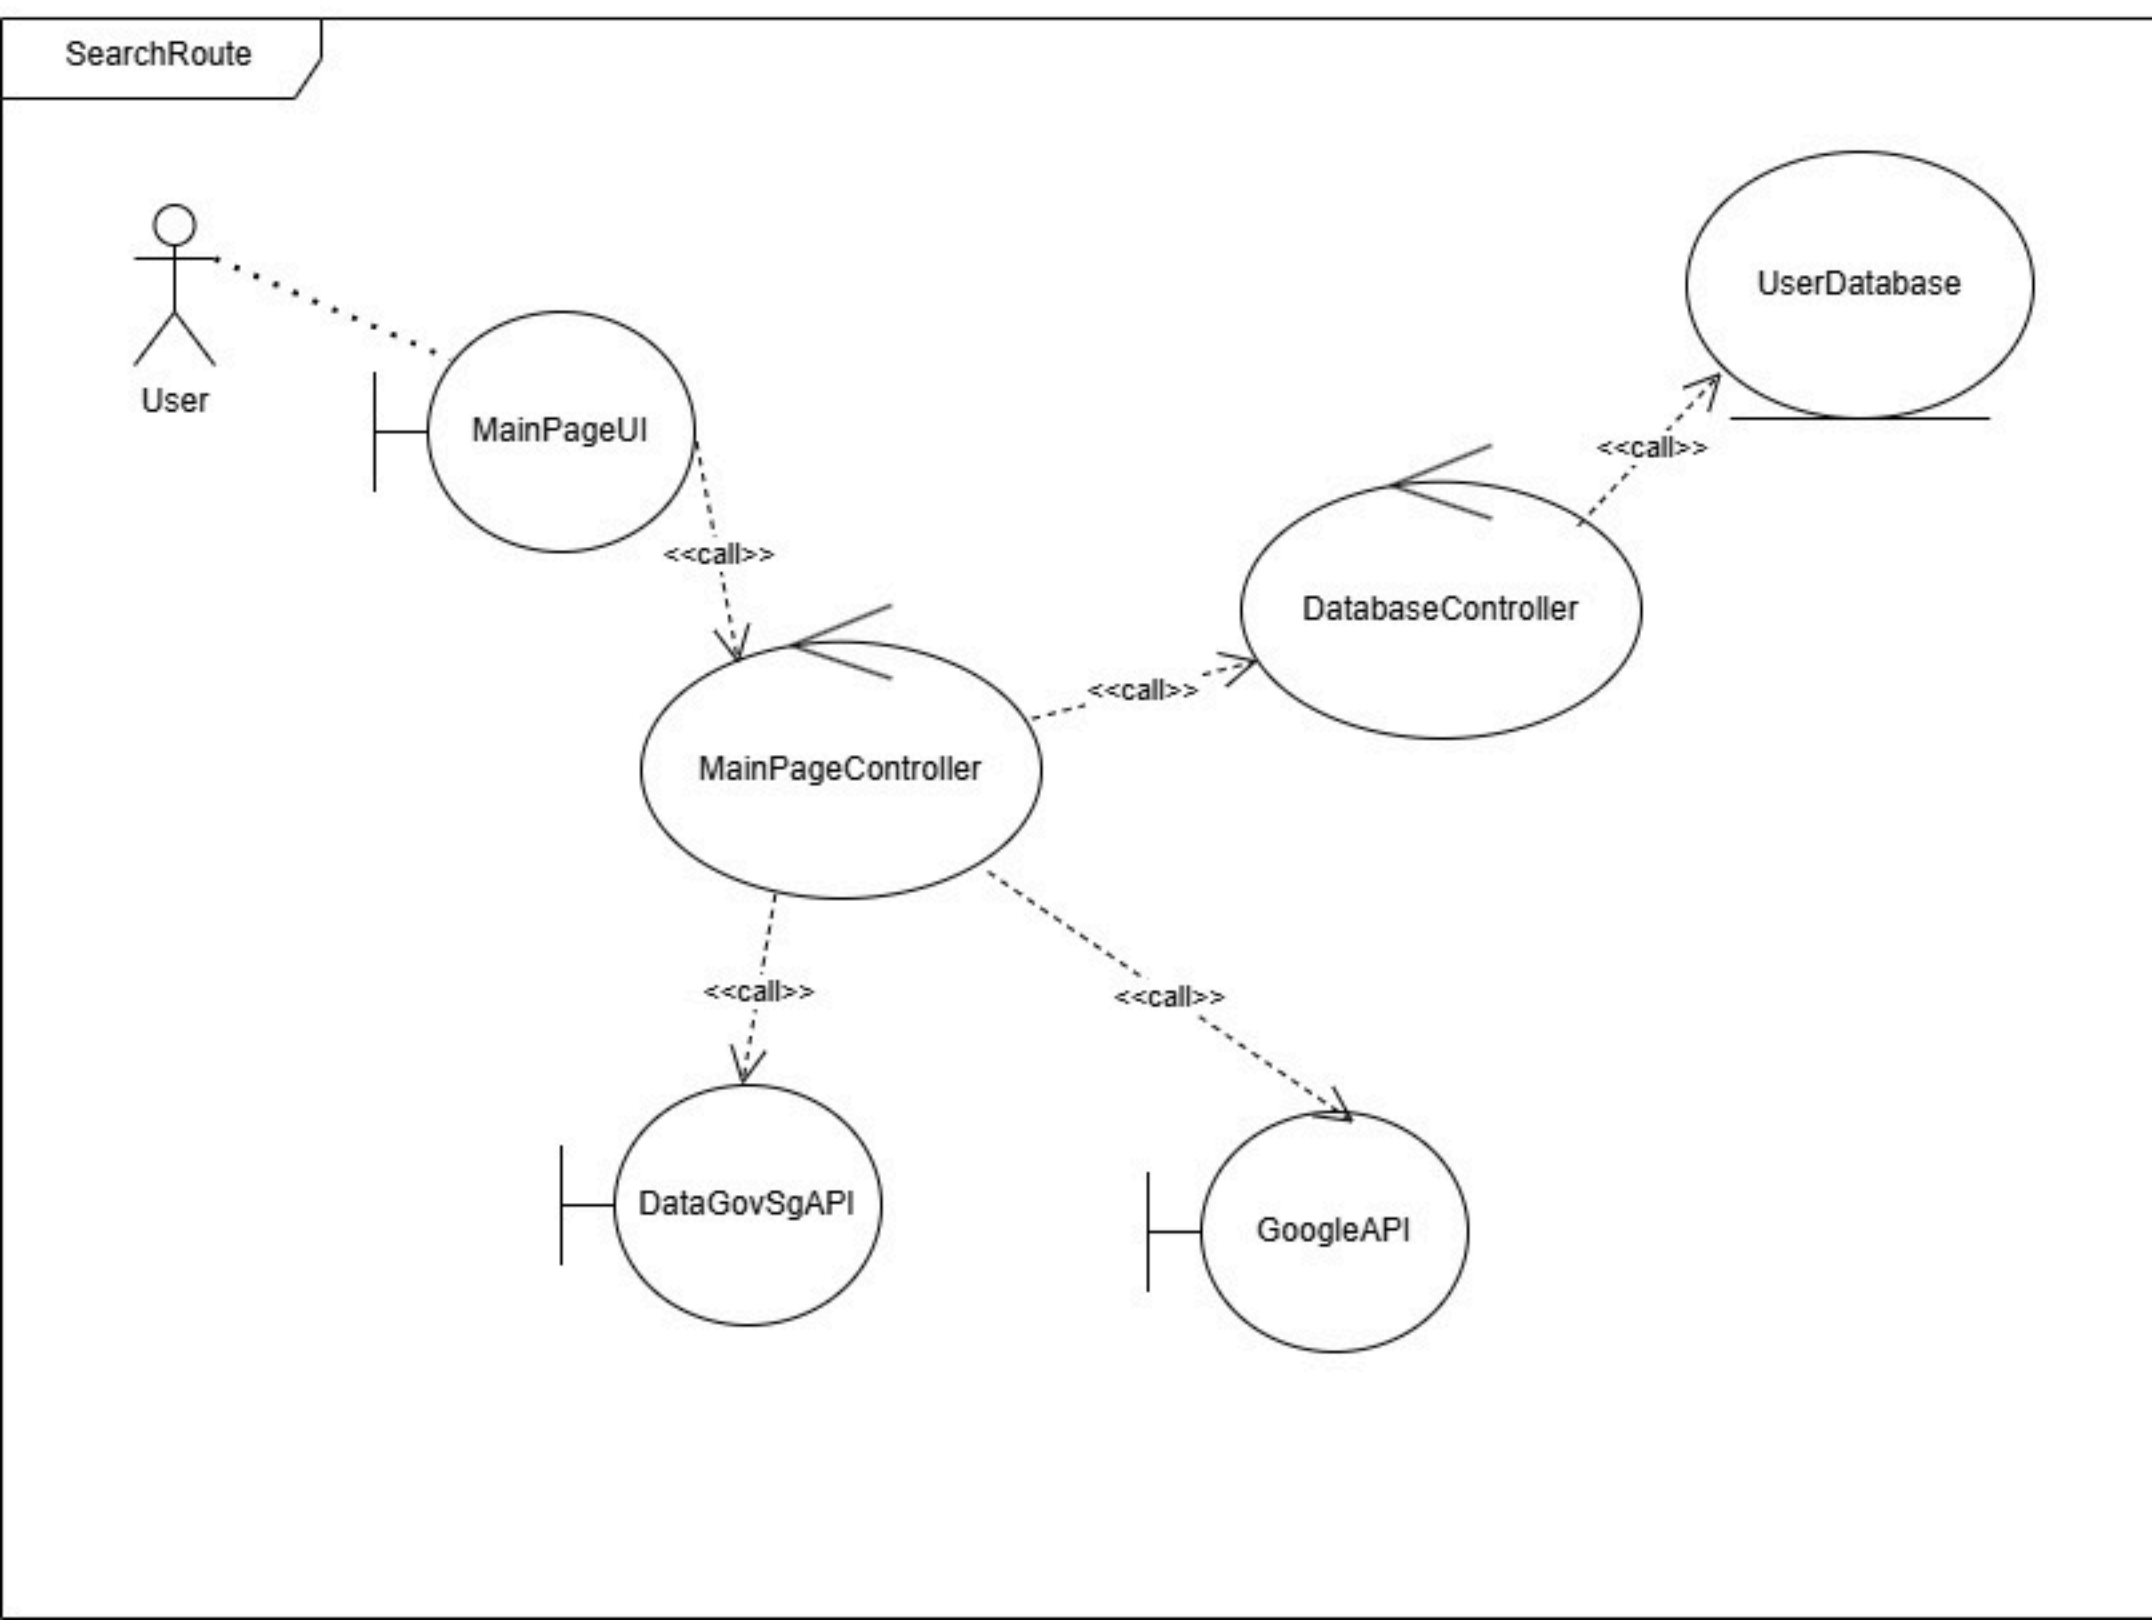 SearchRoute
UserDatabase
User
MainPageUI
<<call>>
<<call>>
DatabaseController
<<call>>
MainPageController
<<call>>
<<call>>
DataGovSgAPI
GoogleAPI